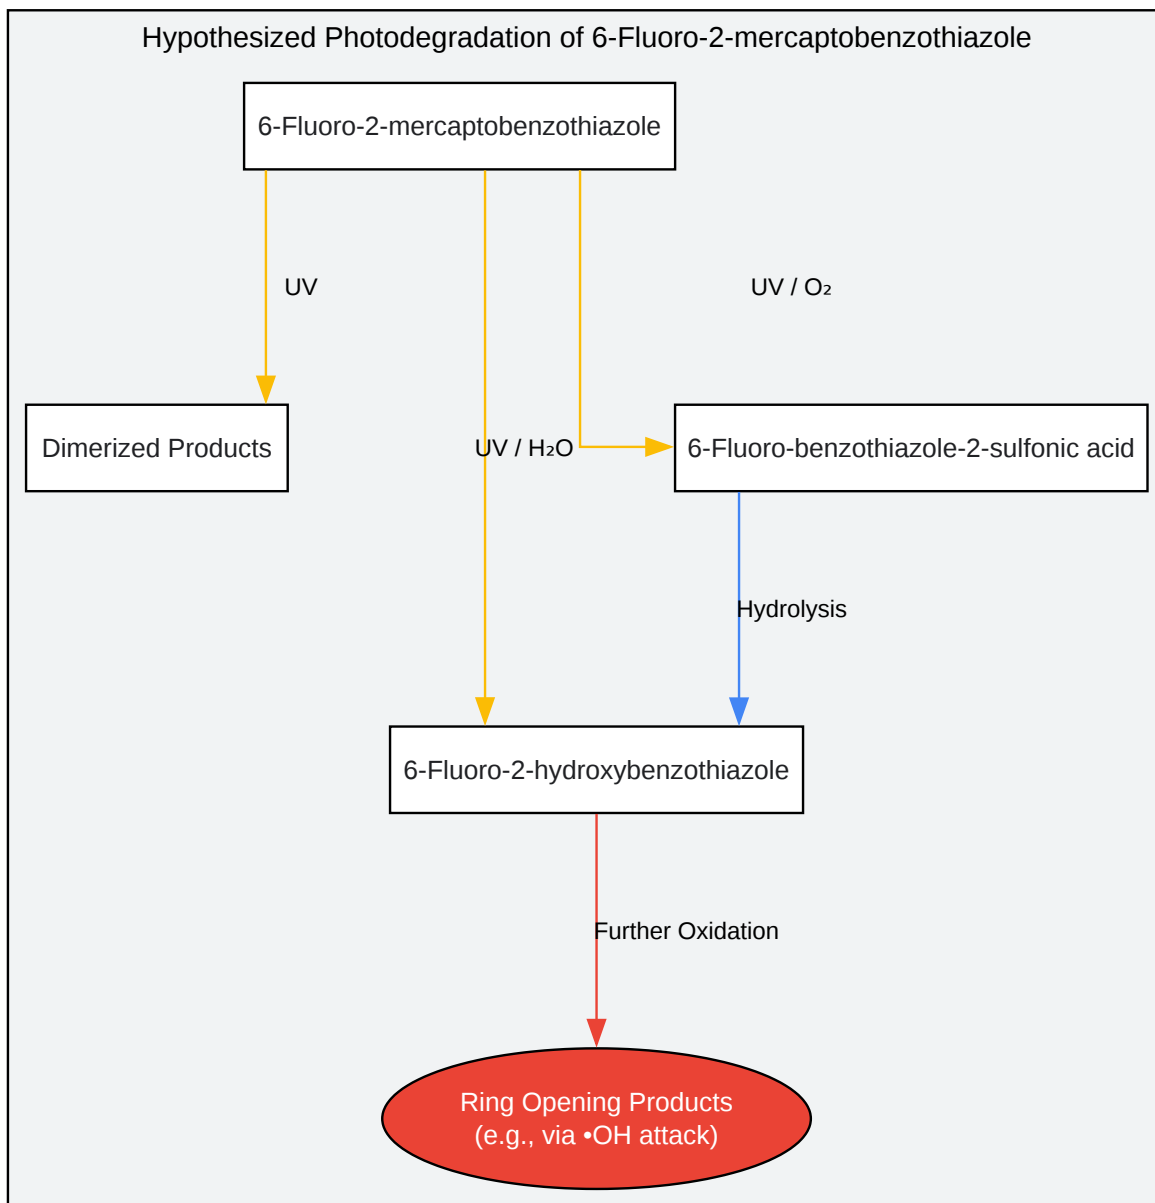 Hypothesized Photodegradation of 6-Fluoro-2-mercaptobenzothiazole
6-Fluoro-2-mercaptobenzothiazole
UV
UV / O₂
Dimerized Products
UV / H₂O
6-Fluoro-benzothiazole-2-sulfonic acid
Hydrolysis
6-Fluoro-2-hydroxybenzothiazole
Further Oxidation
Ring Opening Products
(e.g., via •OH attack)